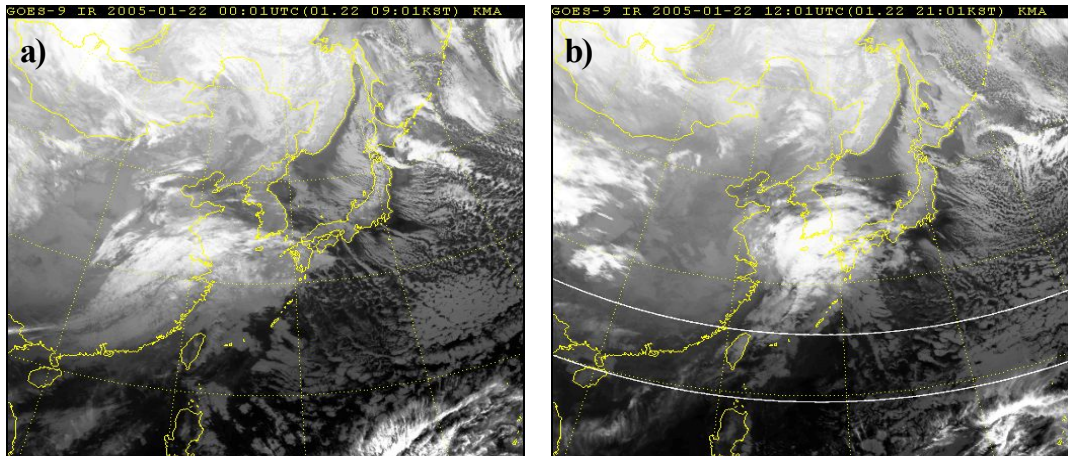 GOES-9 IR 2005-01-22 00:01UTC(01.22 09:01KST) KMA
a)
GOES-9 IR 2005-01-22 12:01UTC(01.22 21:01KST) KMA
b)